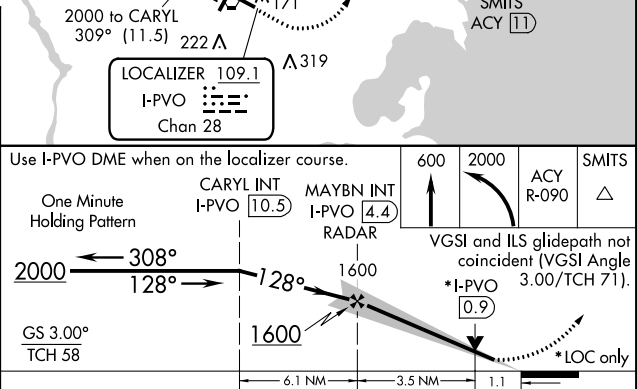 171
SMITS
ACY 11
2000 to CARYL
309° (11.5)
222
319
LOCALIZER 109.1
I-PVO
Chan 28
Use I-PVO DME when on the localizer course.
600
2000
ACY
R-090
SMITS
One Minute
Holding Pattern
CARYL INT
I-PVO 10.5
MAYBN INT
I-PVO 4.4
RADAR
VGSI and ILS glidepath not
coincident (VGSI Angle
3.00/TCH 71).
2000
308°
128°
128°
1600
1600
*I-PVO
0.9
GS 3.00°
TCH 58
*LOC only
6.1 NM
3.5 NM
1.1